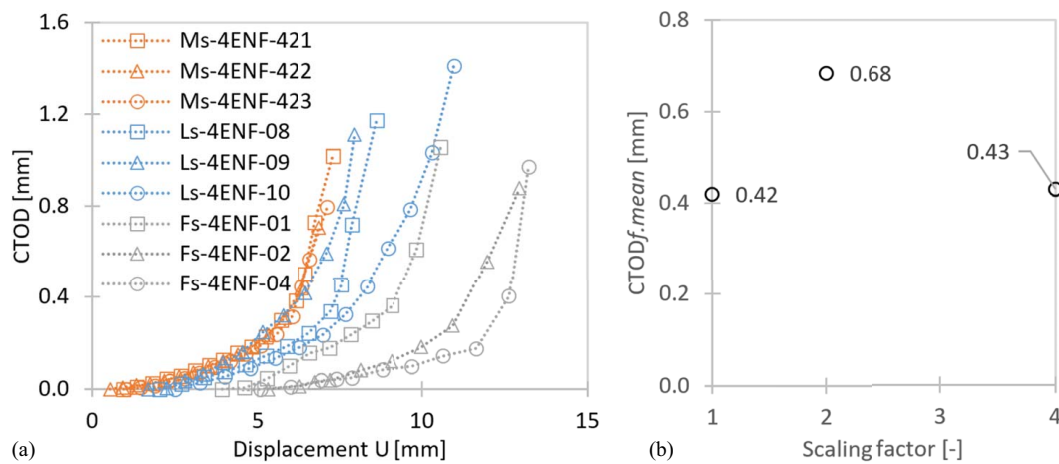 1.6
1.2
0.8
0.4
0.0
CTOD [mm]
Ms-4ENF-421
Ms-4ENF-422
Ms-4ENF-423
Ls-4ENF-08
Ls-4ENF-09
Ls-4ENF-10
Fs-4ENF-01
Fs-4ENF-02
Fs-4ENF-04
0 5 10 15
Displacement U [mm]
(a)
0.8
0.6
0.4
0.2
0.0
CTODf.mean [mm]
0.68
0.43
0.42
1 2 3 4
Scaling factor [-]
(b)